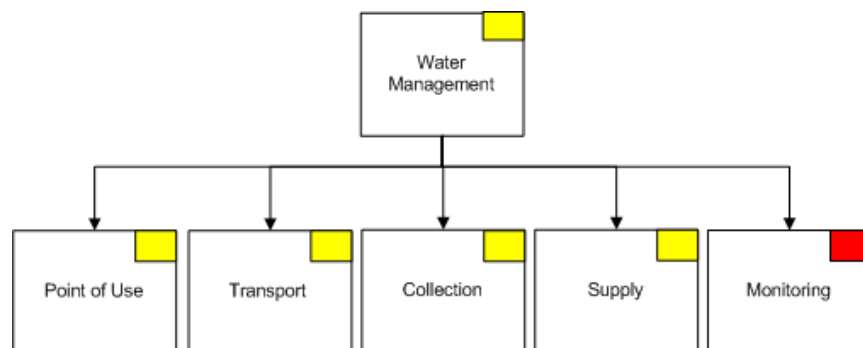 Water
Management
Point of Use
Transport
Collection
Supply
Monitoring